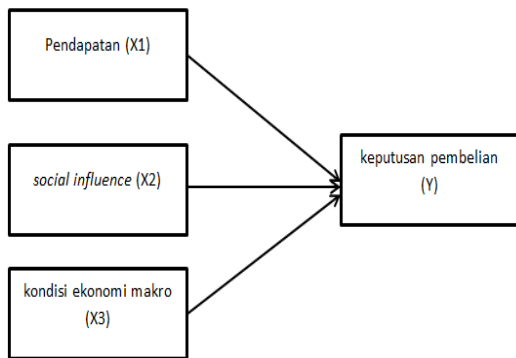 Pendapatan (X1)
social influence (X2)
keputusan pembelian
(Y)
kondisi ekonomi makro
(X3)